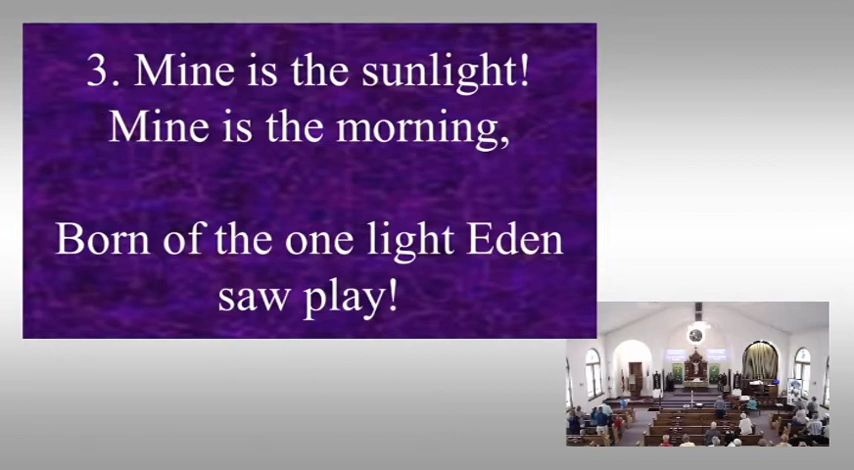 3. Mine is the sunlight!
Mine is the morning,
Born of the one light Eden
saw play!